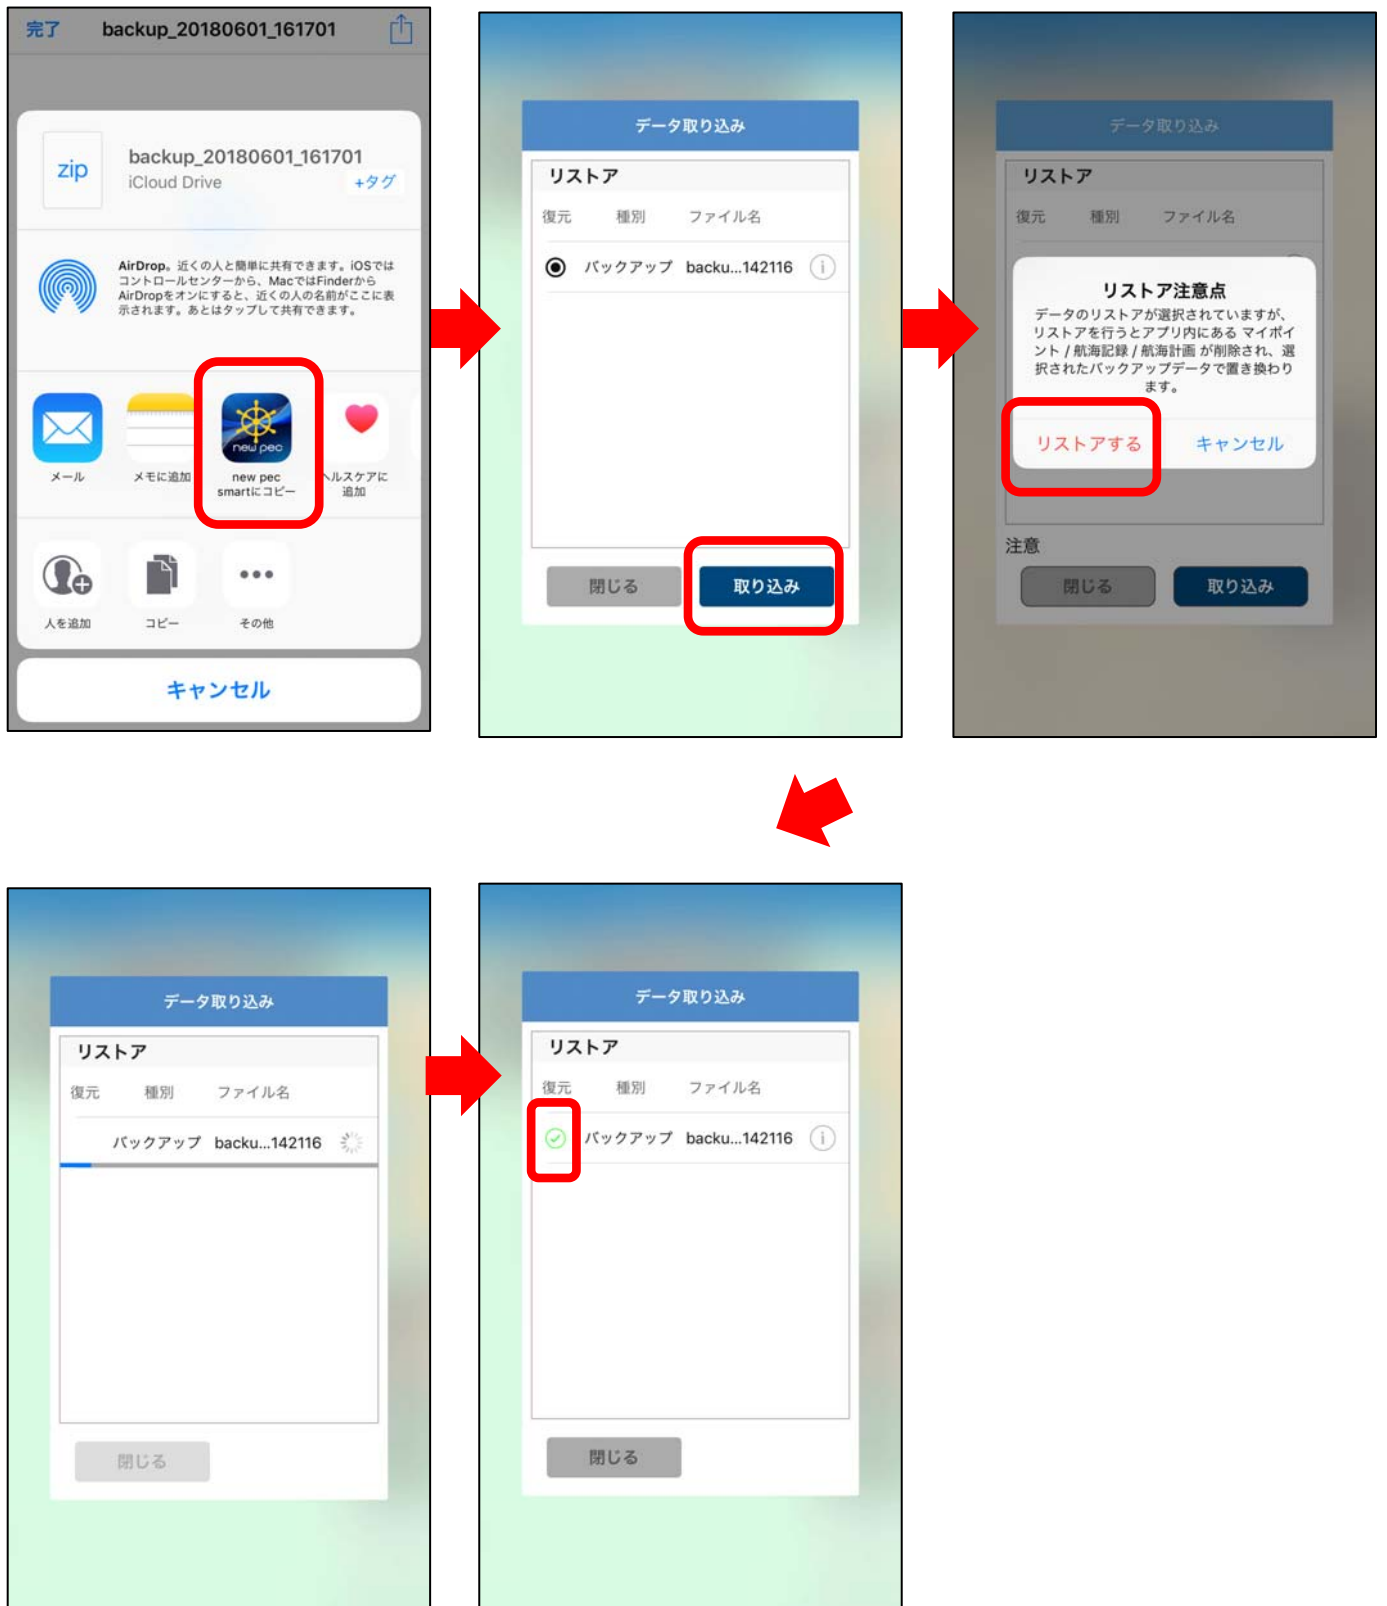 完了 backup_20180601_161701
zip
backup_20180601_161701
iCloud Drive
+タグ
AirDrop。近くの人と簡単に共有できます。iOSでは
コントロールセンターから、MacではFinderから
AirDropをオンにすると、近くの人の名前がここに表
示されます。あとはタップして共有できます。
new pec
メール
メモに追加
new pec
smartにコピー
ヘルスケアに
追加
人を追加
コピー
その他
キャンセル
データ取り込み
リストア
復元 種別 ファイル名
バックアップ backu...142116
閉じる
取り込み
データ取り込み
リストア
復元 種別 ファイル名
リストア注意点
データのリストアが選択されていますが、
リストアを行うとアプリ内にある マイポイ
ント / 航海記録 / 航海計画 が削除され、選
択されたバックアップデータで置き換わり
ます。
リストアする
キャンセル
注意
閉じる
取り込み
データ取り込み
リストア
復元 種別 ファイル名
バックアップ backu...142116
閉じる
データ取り込み
リストア
復元 種別 ファイル名
バックアップ backu...142116
閉じる